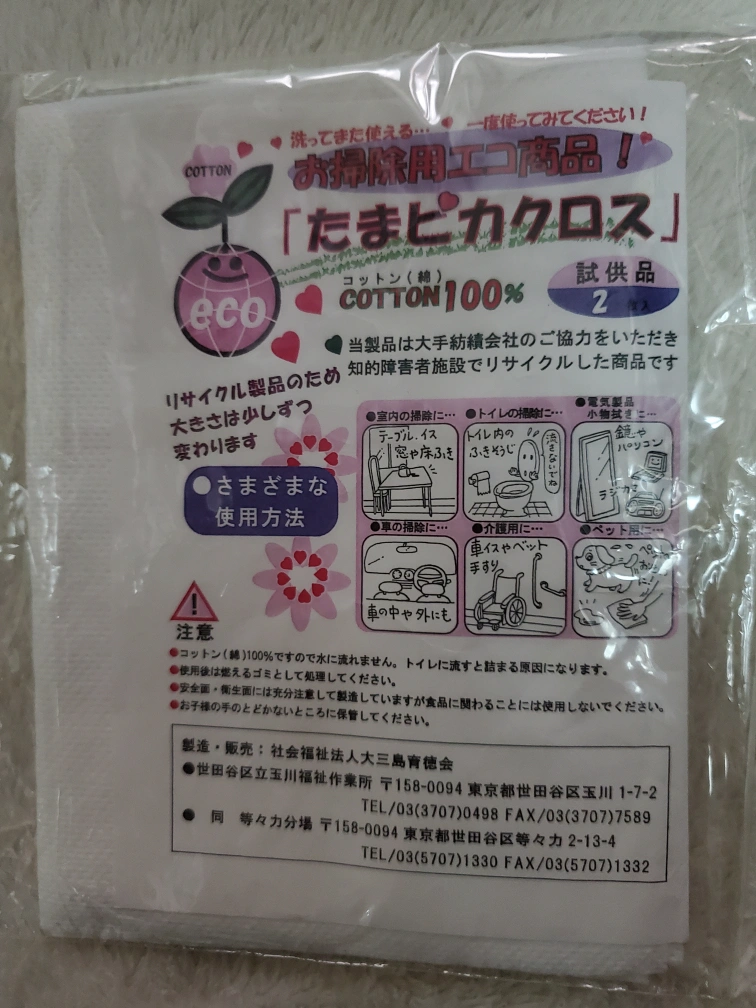 洗ってまた使える… 一度使ってみてください！
お掃除用エコ商品！
COTTON
「たまピカクロス」
eco
コットン(綿)
COTTON100%
試供品
2
当製品は大手紡績会社のご協力をいただき
知的障害者施設でリサイクルした商品です
リサイクル製品のため
大きさは少しずつ
変わります
●さまざまな
使用方法
●室内の掃除に…
テーブル、イス
窓や床ふき
●トイレの掃除に…
トイレ内の
ふきそうじ
流さないでね
●電気製品
小物拭きに…
鏡や
パソコン
ラジカセ
●車の掃除に…
車の中や外にも
●介護用に…
車イスやベット
手すり
●ペット用に…
注意
●コットン(綿)100%ですので水に流れません。トイレに流すと詰まる原因になります。
●使用後は燃えるゴミとして処理してください。
●安全面・衛生面には充分注意して製造していますが食品に関わることには使用しないでください。
●お子様の手のとどかないところに保管してください。
製造・販売：社会福祉法人大三島育徳会
●世田谷区立玉川福祉作業所 〒158-0094 東京都世田谷区玉川 1-7-2
TEL/03(3707)0498 FAX/03(3707)7589
● 同 等々力分場 〒158-0094 東京都世田谷区等々力 2-13-4
TEL/03(5707)1330 FAX/03(5707)1332